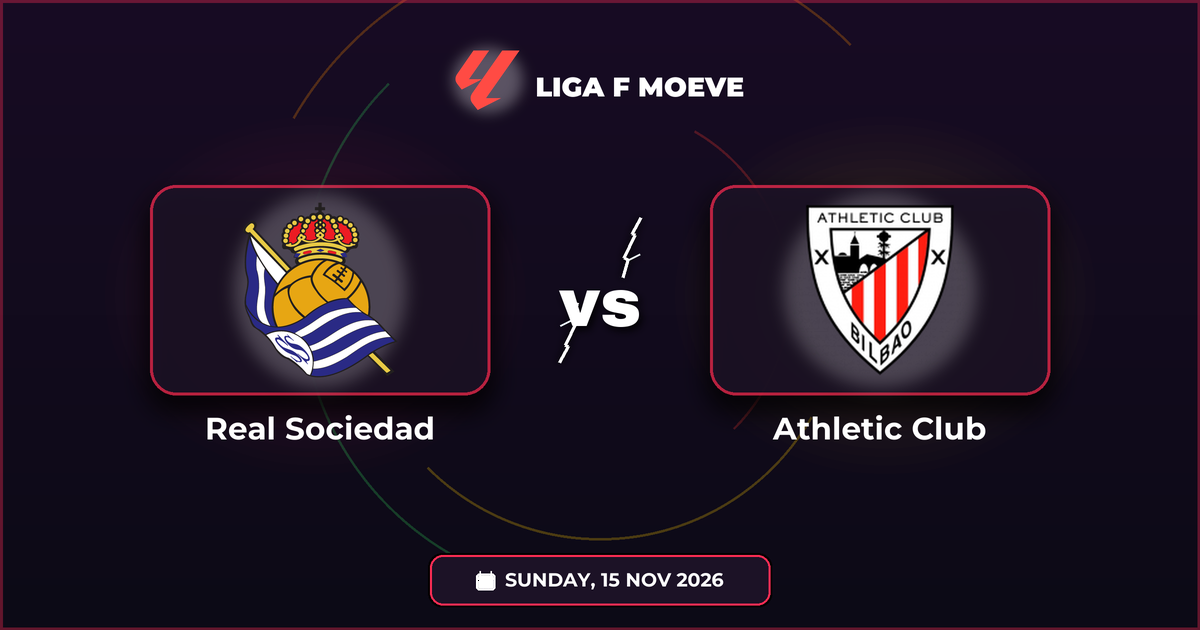 LIGA F MOEVE
ATHLETIC CLUB
BILBAO
VS
Real Sociedad
Athletic Club
SUNDAY, 15 NOV 2026